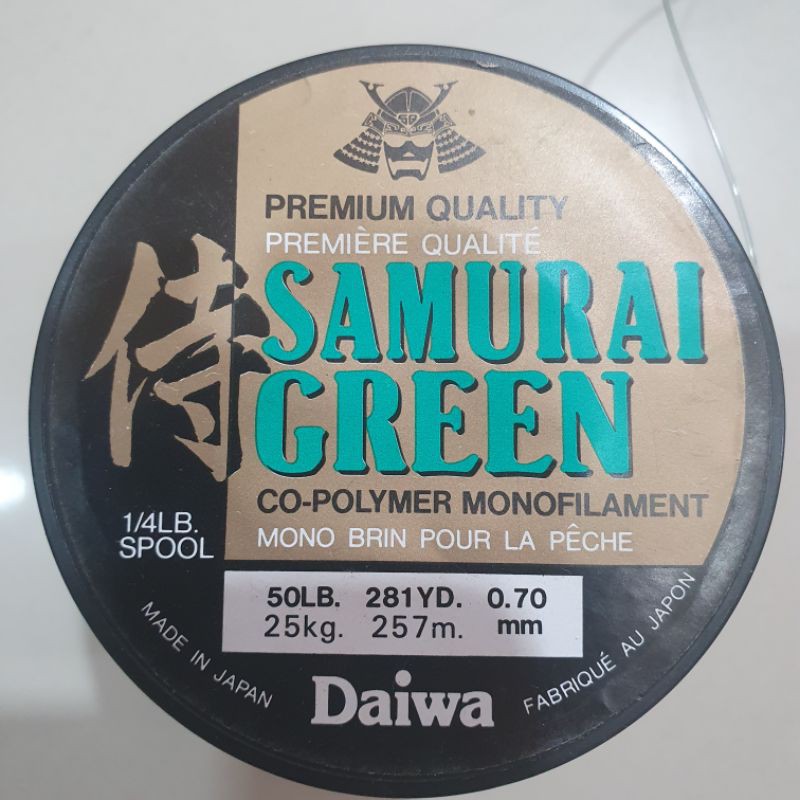 PREMIUM QUALITY
PREMIÈRE QUALITÉ
侍
SAMURAI
GREEN
CO-POLYMER MONOFILAMENT
MONO BRIN POUR LA PÊCHE
1/4LB.
SPOOL
50LB. 281YD. 0.70
25kg. 257m. mm
MADE IN JAPAN
Daiwa
FABRIQUÉ AU JAPON